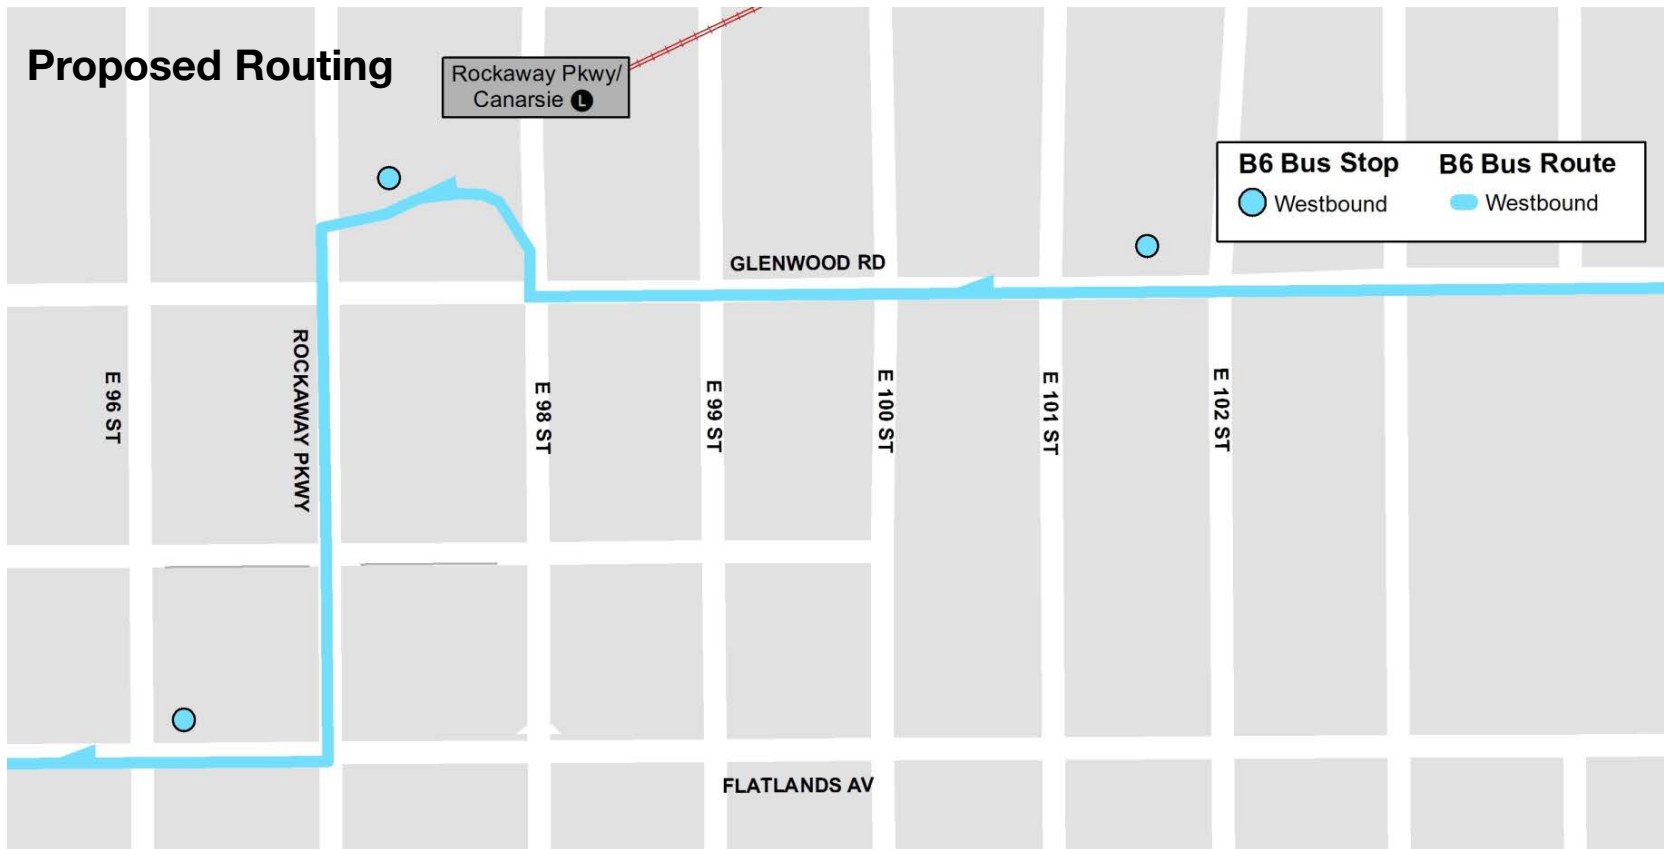 Proposed Routing
Rockaway Pkwy/
Canarsie L
B6 Bus Stop
B6 Bus Route
Westbound
Westbound
GLENWOOD RD
E 96 ST
ROCKAWAY PKWY
E 98 ST
E 99 ST
E 100 ST
E 101 ST
E 102 ST
FLATLANDS AV